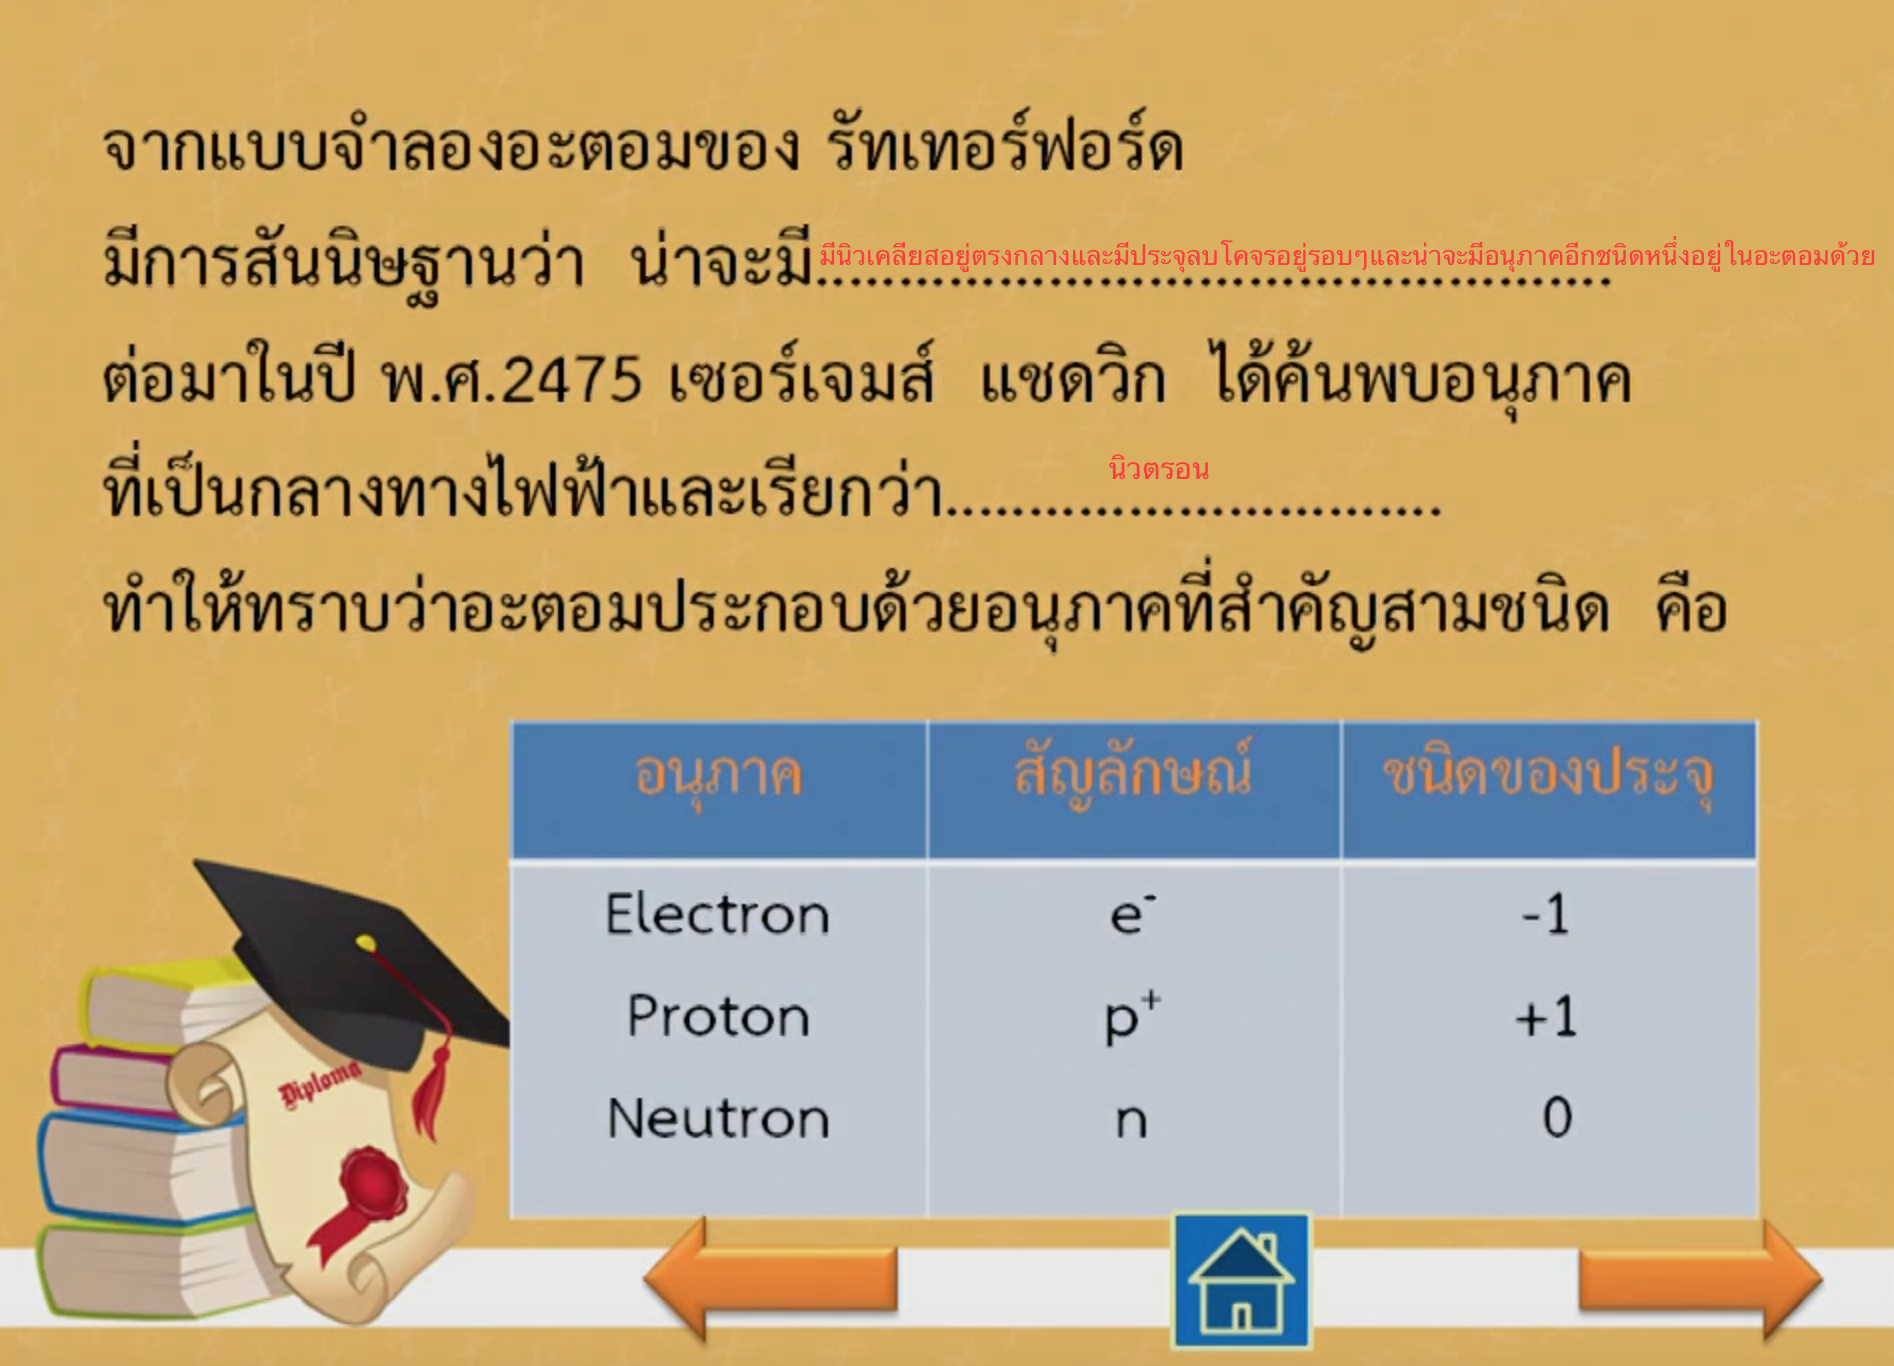 จากแบบจำลองอะตอมของ รัทเทอร์ฟอร์ด
มีการสันนิษฐานว่า น่าจะมี................................................
มีนิวเคลียสอยู่ตรงกลางและมีประจุลบโคจรอยู่รอบๆและน่าจะมีอนุภาคอีกชนิดหนึ่งอยู่ในอะตอมด้วย
ต่อมาในปี พ.ศ.2475 เซอร์เจมส์ แชดวิก ได้ค้นพบอนุภาค
ที่เป็นกลางทางไฟฟ้าและเรียกว่า..............................
นิวตรอน
ทำให้ทราบว่าอะตอมประกอบด้วยอนุภาคที่สำคัญสามชนิด คือ
อนุภาค สัญลักษณ์ ชนิดของประจุ
Electron e⁻ -1
Proton p⁺ +1
Neutron n 0
Diploma